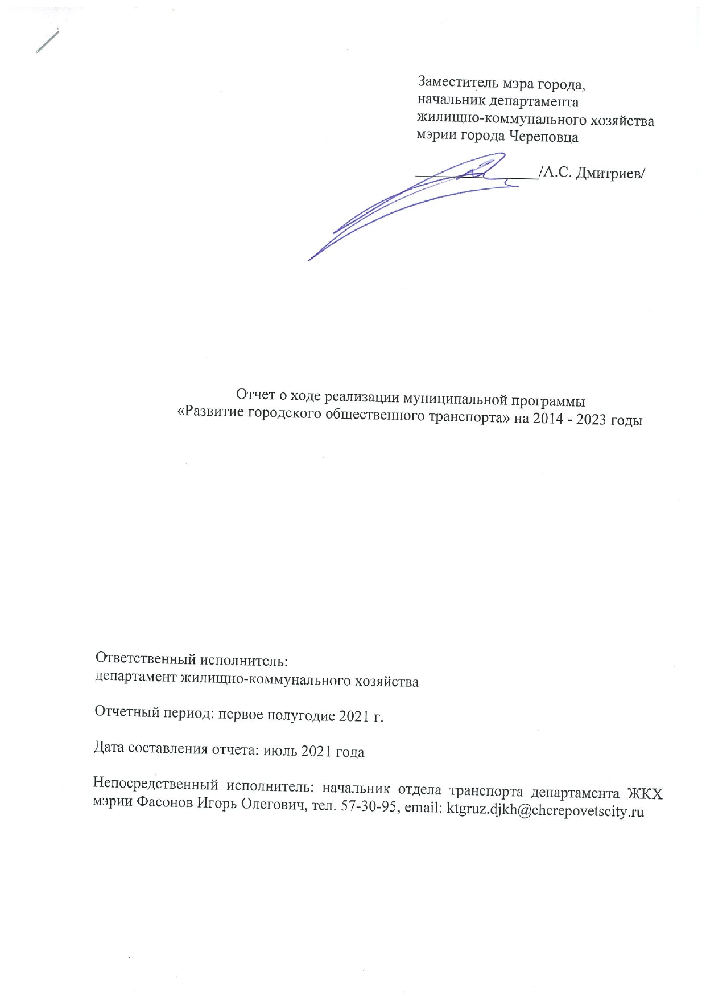 Заместитель мэра города,
начальник департамента
жилищно-коммунального хозяйства
мэрии города Череповца
________________/А.С. Дмитриев/
Отчет о ходе реализации муниципальной программы
«Развитие городского общественного транспорта» на 2014 - 2023 годы
Ответственный исполнитель:
департамент жилищно-коммунального хозяйства
Отчетный период: первое полугодие 2021 г.
Дата составления отчета: июль 2021 года
Непосредственный исполнитель: начальник отдела транспорта департамента ЖКХ
мэрии Фасонов Игорь Олегович, тел. 57-30-95, email: ktgruz.djkh@cherepovetscity.ru